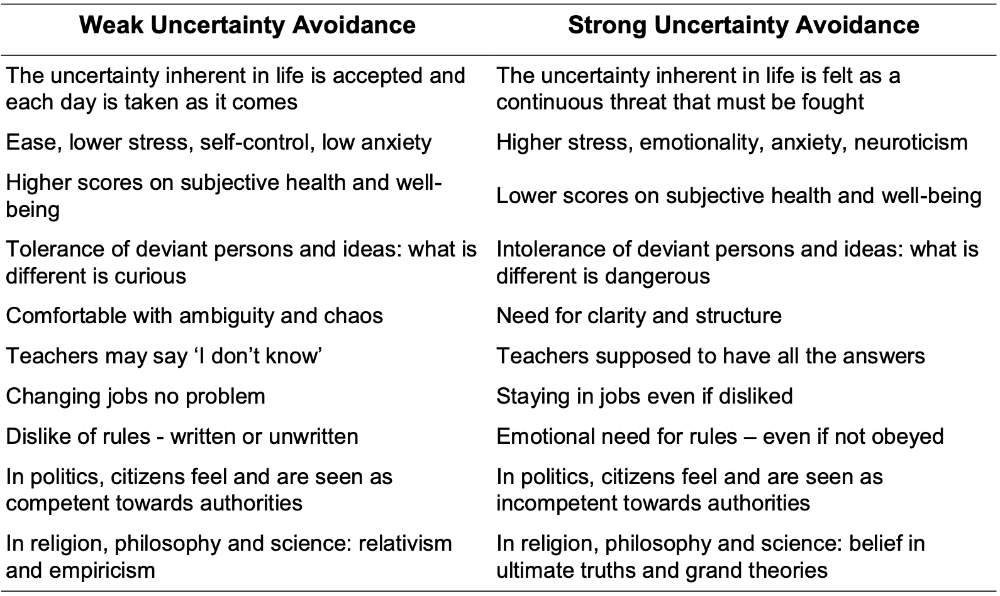 Weak Uncertainty Avoidance
Strong Uncertainty Avoidance
The uncertainty inherent in life is accepted and
each day is taken as it comes
The uncertainty inherent in life is felt as a
continuous threat that must be fought
Ease, lower stress, self-control, low anxiety
Higher stress, emotionality, anxiety, neuroticism
Higher scores on subjective health and well-
being
Lower scores on subjective health and well-being
Tolerance of deviant persons and ideas: what is
different is curious
Intolerance of deviant persons and ideas: what is
different is dangerous
Comfortable with ambiguity and chaos
Need for clarity and structure
Teachers may say ‘I don’t know’
Teachers supposed to have all the answers
Changing jobs no problem
Staying in jobs even if disliked
Dislike of rules - written or unwritten
Emotional need for rules – even if not obeyed
In politics, citizens feel and are seen as
competent towards authorities
In politics, citizens feel and are seen as
incompetent towards authorities
In religion, philosophy and science: relativism
and empiricism
In religion, philosophy and science: belief in
ultimate truths and grand theories